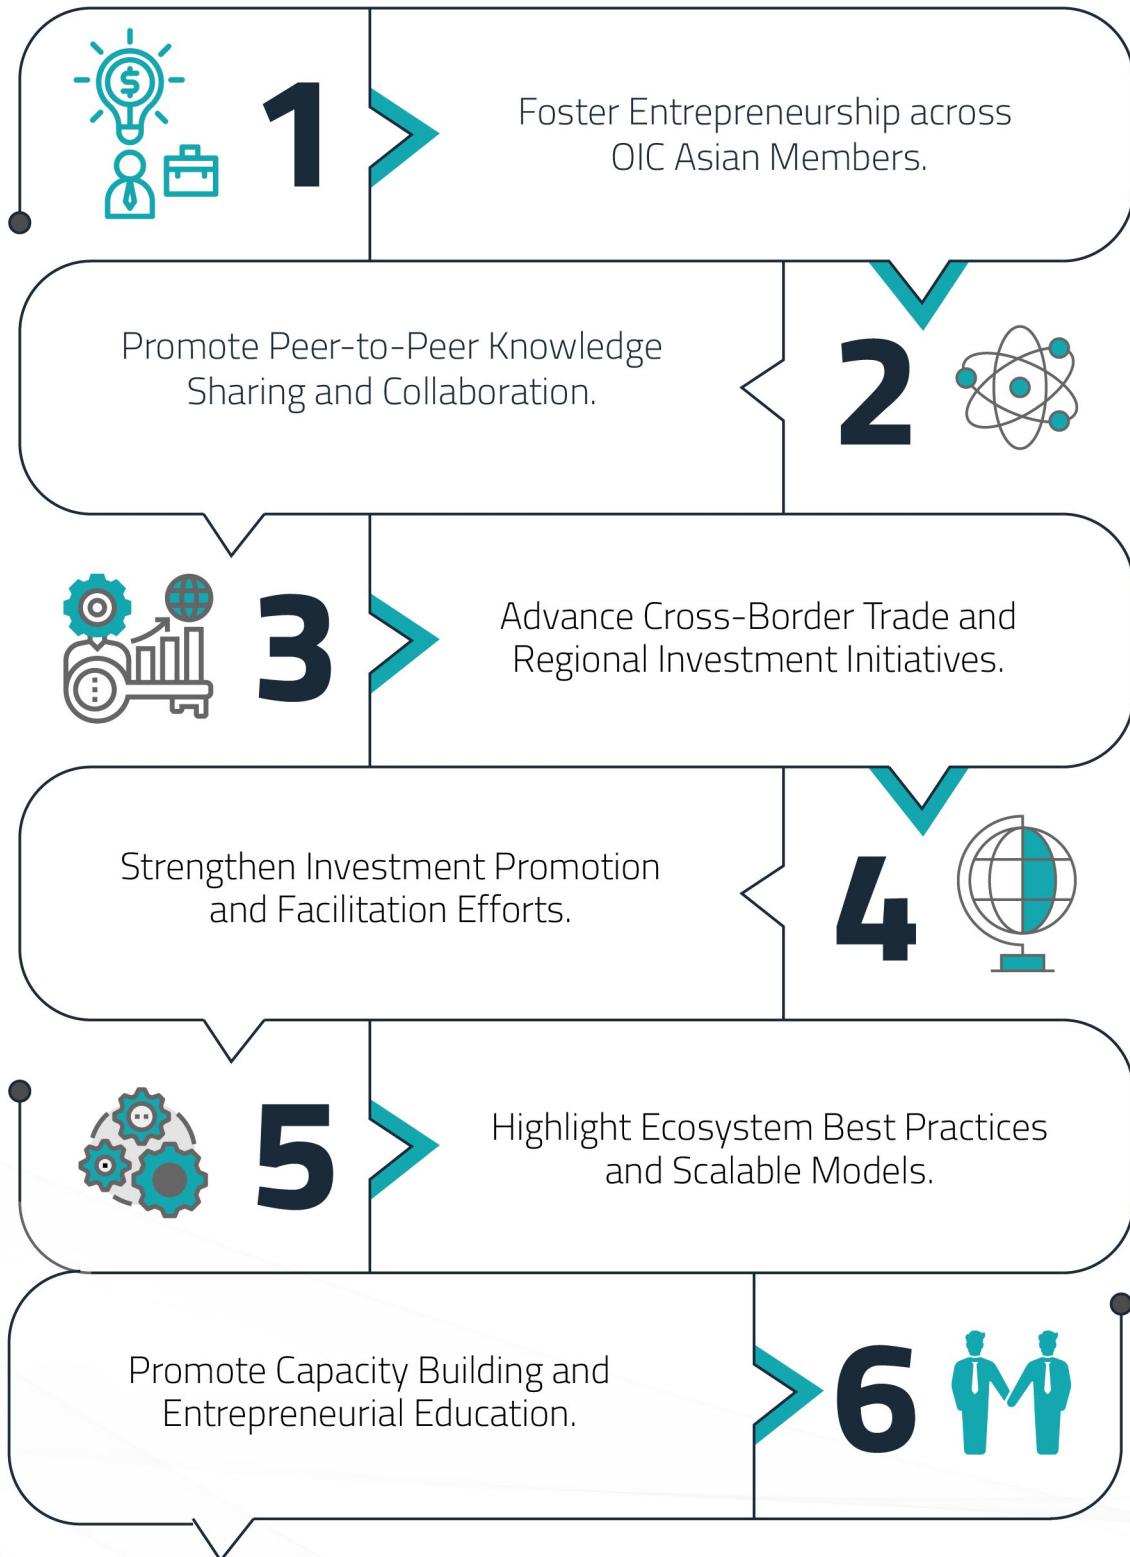 1
Foster Entrepreneurship across
OIC Asian Members.
Promote Peer-to-Peer Knowledge
Sharing and Collaboration.
2
3
Advance Cross-Border Trade and
Regional Investment Initiatives.
Strengthen Investment Promotion
and Facilitation Efforts.
4
5
Highlight Ecosystem Best Practices
and Scalable Models.
Promote Capacity Building and
Entrepreneurial Education.
6